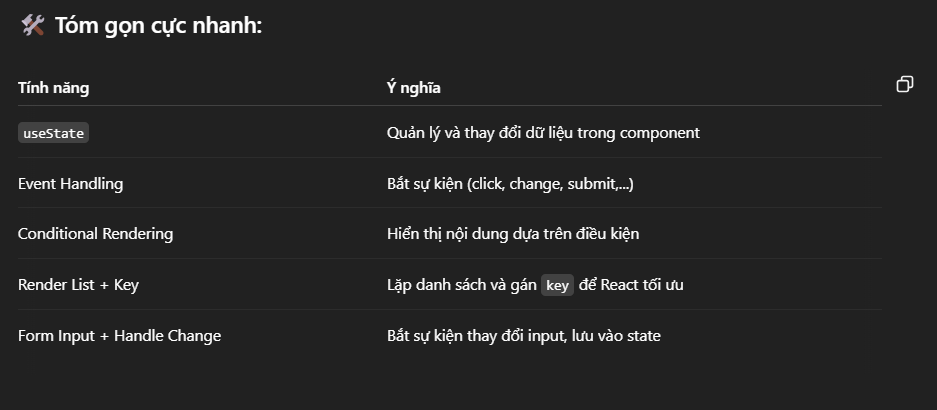 🛠️ Tóm gọn cực nhanh:
Tính năng Ý nghĩa
useState Quản lý và thay đổi dữ liệu trong component
Event Handling Bắt sự kiện (click, change, submit,...)
Conditional Rendering Hiển thị nội dung dựa trên điều kiện
Render List + Key Lặp danh sách và gán key để React tối ưu
Form Input + Handle Change Bắt sự kiện thay đổi input, lưu vào state